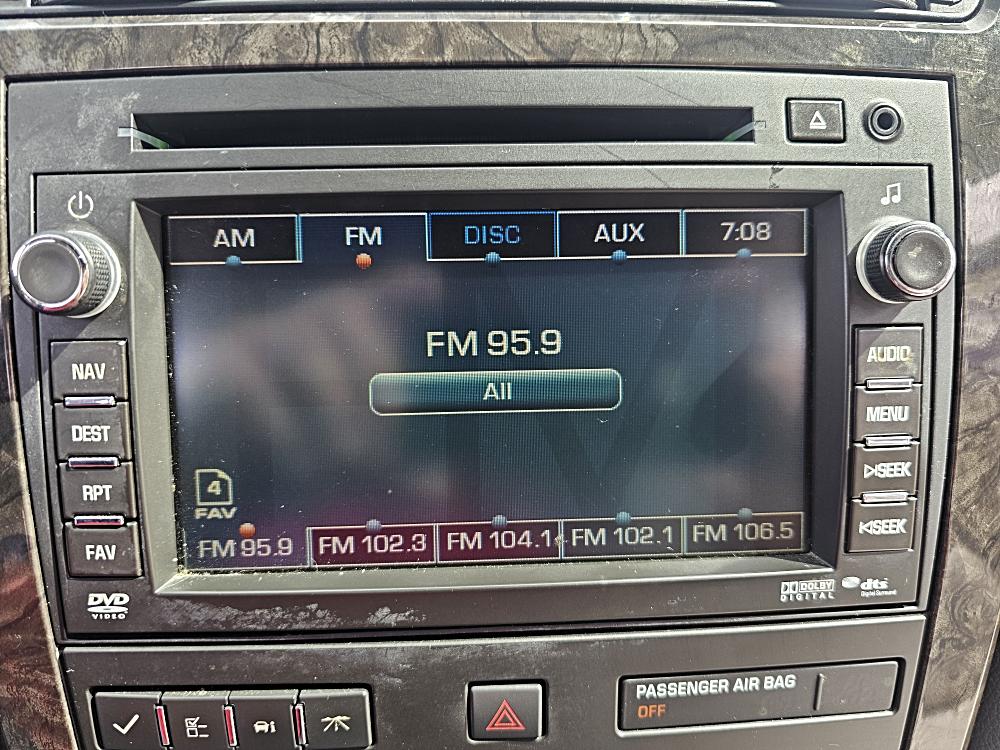 AM FM DISC AUX 7:08
FM 95.9
All
4
FAV
FM 95.9 FM 102.3 FM 104.1 FM 102.1 FM 106.5
NAV
DEST
RPT
FAV
AUDIO
MENU
SEEK
SEEK
DVD
VIDEO
DOLBY
DIGITAL
dts
Digital Surround
PASSENGER AIR BAG
OFF